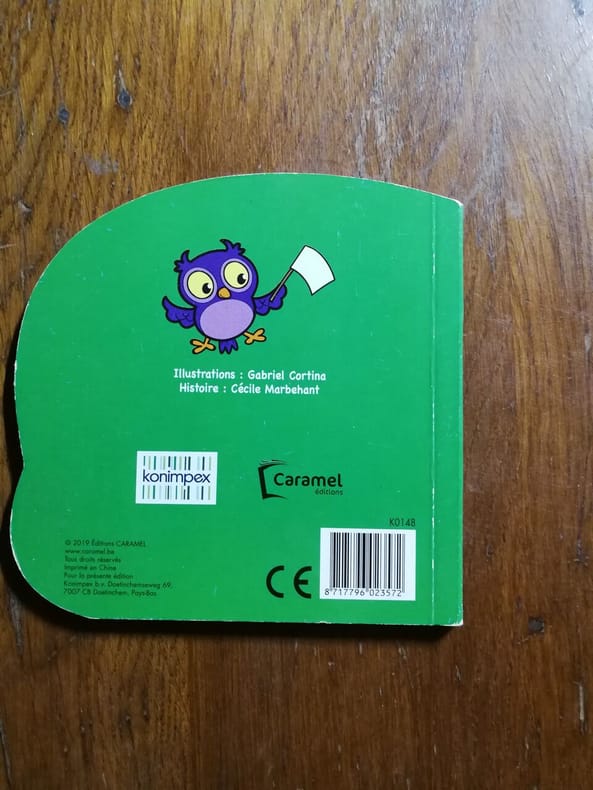 Illustrations : Gabriel Cortina
Histoire : Cécile Marbehant
konimpex
Caramel
éditions
K0148
© 2019 Éditions CARAMEL
www.caramel.be
Tous droits réservés
Imprimé en Chine
Pour la présente édition
Konimpex b.v. Doetinchemseweg 69,
7007 CB Doetinchem, Pays-Bas
CE
8 717796 023572